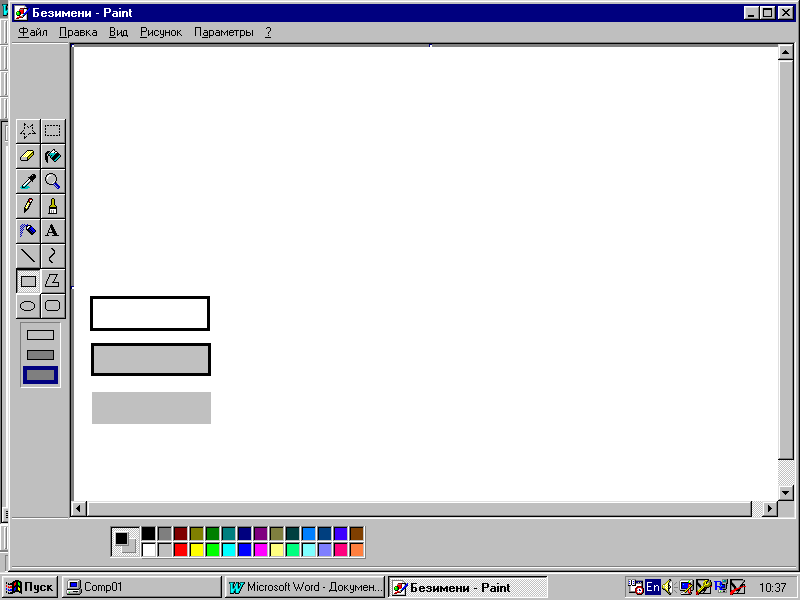 Безимени - Paint
Файл Правка Вид Рисунок Параметры ?
A
Пуск Comp01 Microsoft Word - Докумен... Безимени - Paint En 10:37